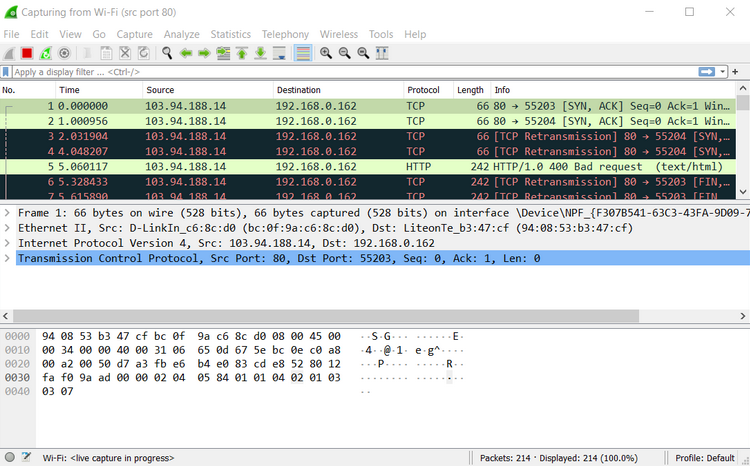 Capturing from Wi-Fi (src port 80)
File Edit View Go Capture Analyze Statistics Telephony Wireless Tools Help
Apply a display filter ... <Ctrl-/>
No. Time Source Destination Protocol Length Info
1 0.000000 103.94.188.14 192.168.0.162 TCP 66 80 → 55203 [SYN, ACK] Seq=0 Ack=1 Win…
2 1.000956 103.94.188.14 192.168.0.162 TCP 66 80 → 55204 [SYN, ACK] Seq=0 Ack=1 Win…
3 2.031904 103.94.188.14 192.168.0.162 TCP 66 [TCP Retransmission] 80 → 55204 [SYN,…
4 4.048207 103.94.188.14 192.168.0.162 TCP 66 [TCP Retransmission] 80 → 55204 [SYN,…
5 5.060117 103.94.188.14 192.168.0.162 HTTP 242 HTTP/1.0 400 Bad request (text/html)
6 5.328433 103.94.188.14 192.168.0.162 TCP 242 [TCP Retransmission] 80 → 55203 [FIN,…
7 5.615890 103.94.188.14 192.168.0.162 TCP 242 [TCP Retransmission] 80 → 55203 [FIN,…
Frame 1: 66 bytes on wire (528 bits), 66 bytes captured (528 bits) on interface \Device\NPF_{F307B541-63C3-43FA-9D09-7
Ethernet II, Src: D-LinkIn_c6:8c:d0 (bc:0f:9a:c6:8c:d0), Dst: LiteonTe_b3:47:cf (94:08:53:b3:47:cf)
Internet Protocol Version 4, Src: 103.94.188.14, Dst: 192.168.0.162
Transmission Control Protocol, Src Port: 80, Dst Port: 55203, Seq: 0, Ack: 1, Len: 0
0000 94 08 53 b3 47 cf bc 0f 9a c6 8c d0 08 00 45 00 ··S·G··· ······E·
0010 00 34 00 00 40 00 31 06 65 0d 67 5e bc 0e c0 a8 ·4··@·1· e·g^····
0020 00 a2 00 50 d7 a3 fb e6 b4 e0 83 cd e8 52 80 12 ···P···· ·····R··
0030 fa f0 9a ad 00 00 02 04 05 84 01 01 04 02 01 03 ········ ········
0040 03 07 ··
Wi-Fi: <live capture in progress> Packets: 214 · Displayed: 214 (100.0%) Profile: Default